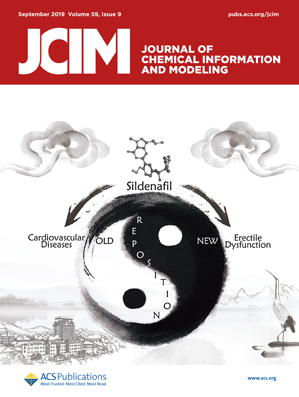 September 2019 Volume 59, Issue 9
pubs.acs.org/jcim
JCIM
JOURNAL OF
CHEMICAL INFORMATION
AND MODELING
Sildenafil
Cardiovascular
Diseases
OLD
REPOSITION
NEW
Erectile
Dysfunction
ACS Publications
Most Trusted. Most Cited. Most Read.
www.acs.org